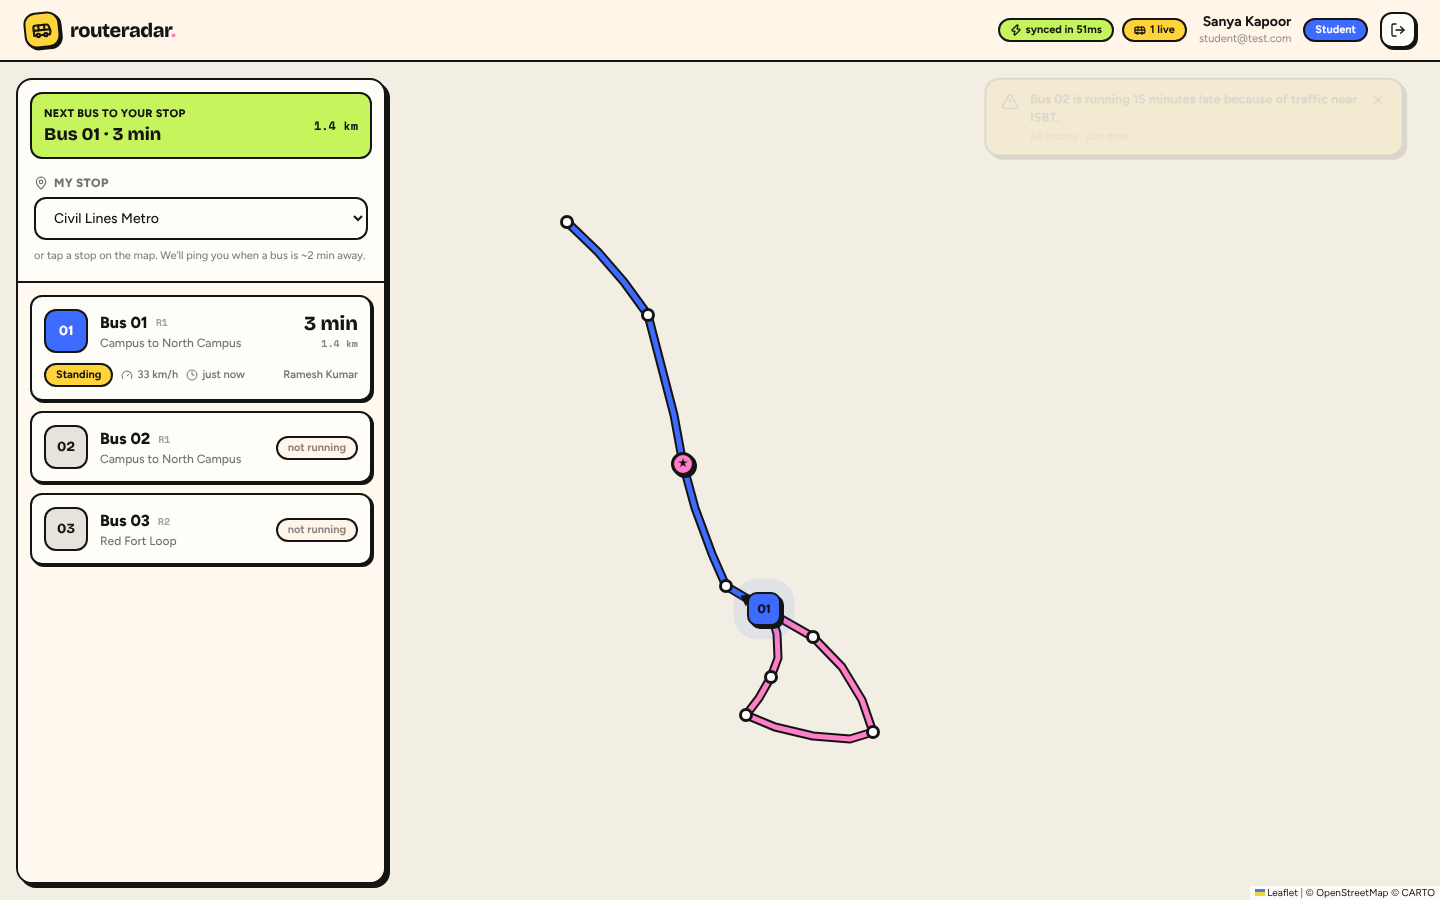 routeradar.
synced in 51ms
1 live
Sanya Kapoor
student@test.com
Student
NEXT BUS TO YOUR STOP
Bus 01 · 3 min
1.4 km
MY STOP
Civil Lines Metro
or tap a stop on the map. We'll ping you when a bus is ~2 min away.
01
Bus 01 R1
Campus to North Campus
3 min
1.4 km
Standing
33 km/h
just now
Ramesh Kumar
02
Bus 02 R1
Campus to North Campus
not running
03
Bus 03 R2
Red Fort Loop
not running
Bus 02 is running 15 minutes late because of traffic near
ISBT.
All routes · just now
01
Leaflet | © OpenStreetMap © CARTO